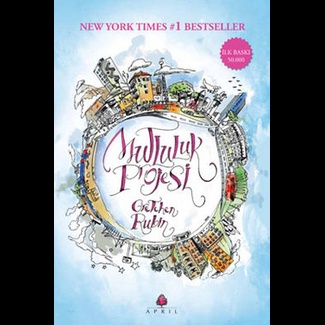 NEW YORK TIMES #1 BESTSELLER
İLK BASKI
50.000
Mutluluk
Projesi
Gretchen
Rubin
APRIL